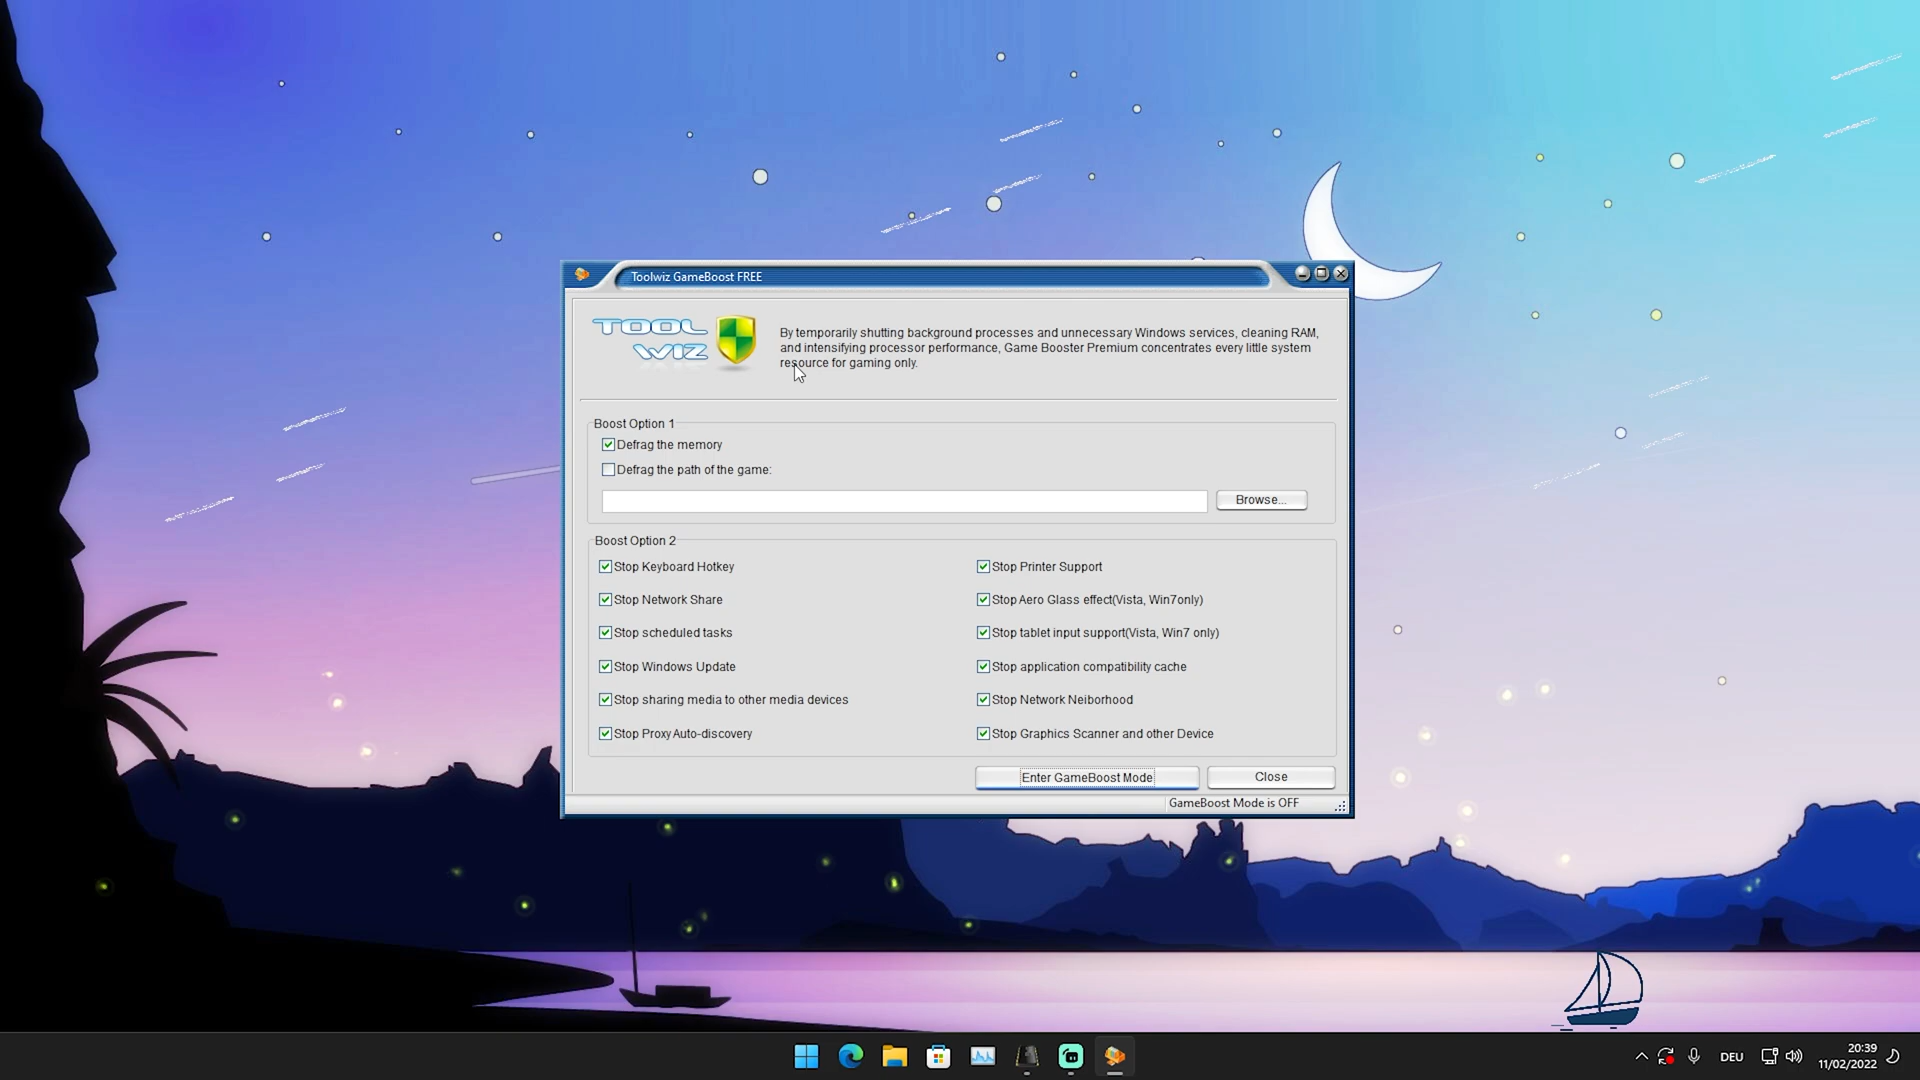 Toolwiz GameBoost FREE
TOOL
WIZ
By temporarily shutting background processes and unnecessary Windows services, cleaning RAM,
and intensifying processor performance, Game Booster Premium concentrates every little system
resource for gaming only.
Boost Option 1
Defrag the memory
Defrag the path of the game:
Browse...
Boost Option 2
Stop Keyboard Hotkey
Stop Printer Support
Stop Network Share
Stop Aero Glass effect(Vista, Win7only)
Stop scheduled tasks
Stop tablet input support(Vista, Win7 only)
Stop Windows Update
Stop application compatibility cache
Stop sharing media to other media devices
Stop Network Neiborhood
Stop Proxy Auto-discovery
Stop Graphics Scanner and other Device
Enter GameBoost Mode
Close
GameBoost Mode is OFF
DEU
20:39
11/02/2022